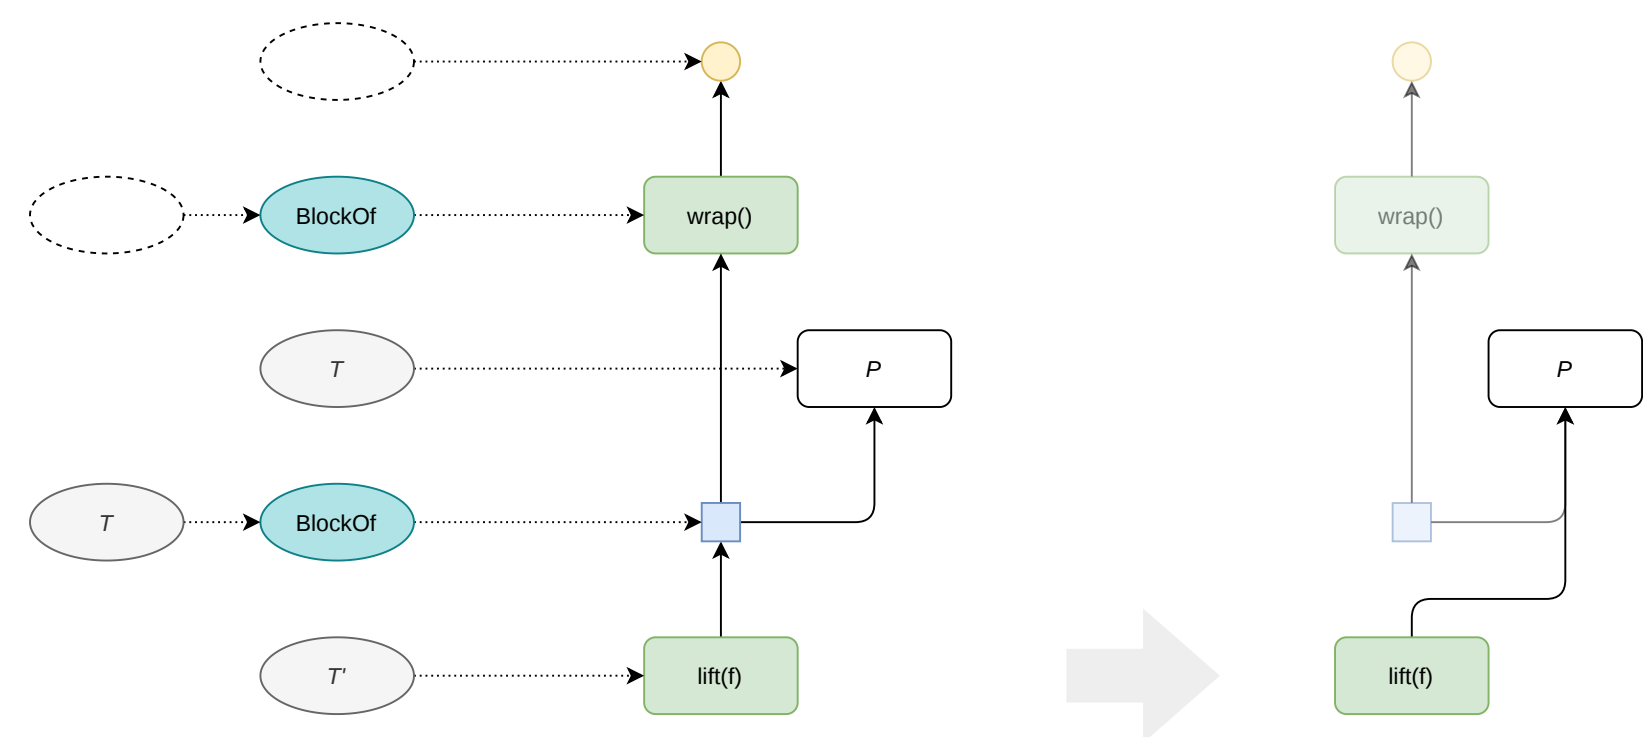 BlockOf
wrap()
wrap()
T
P
P
T
BlockOf
T'
lift(f)
lift(f)